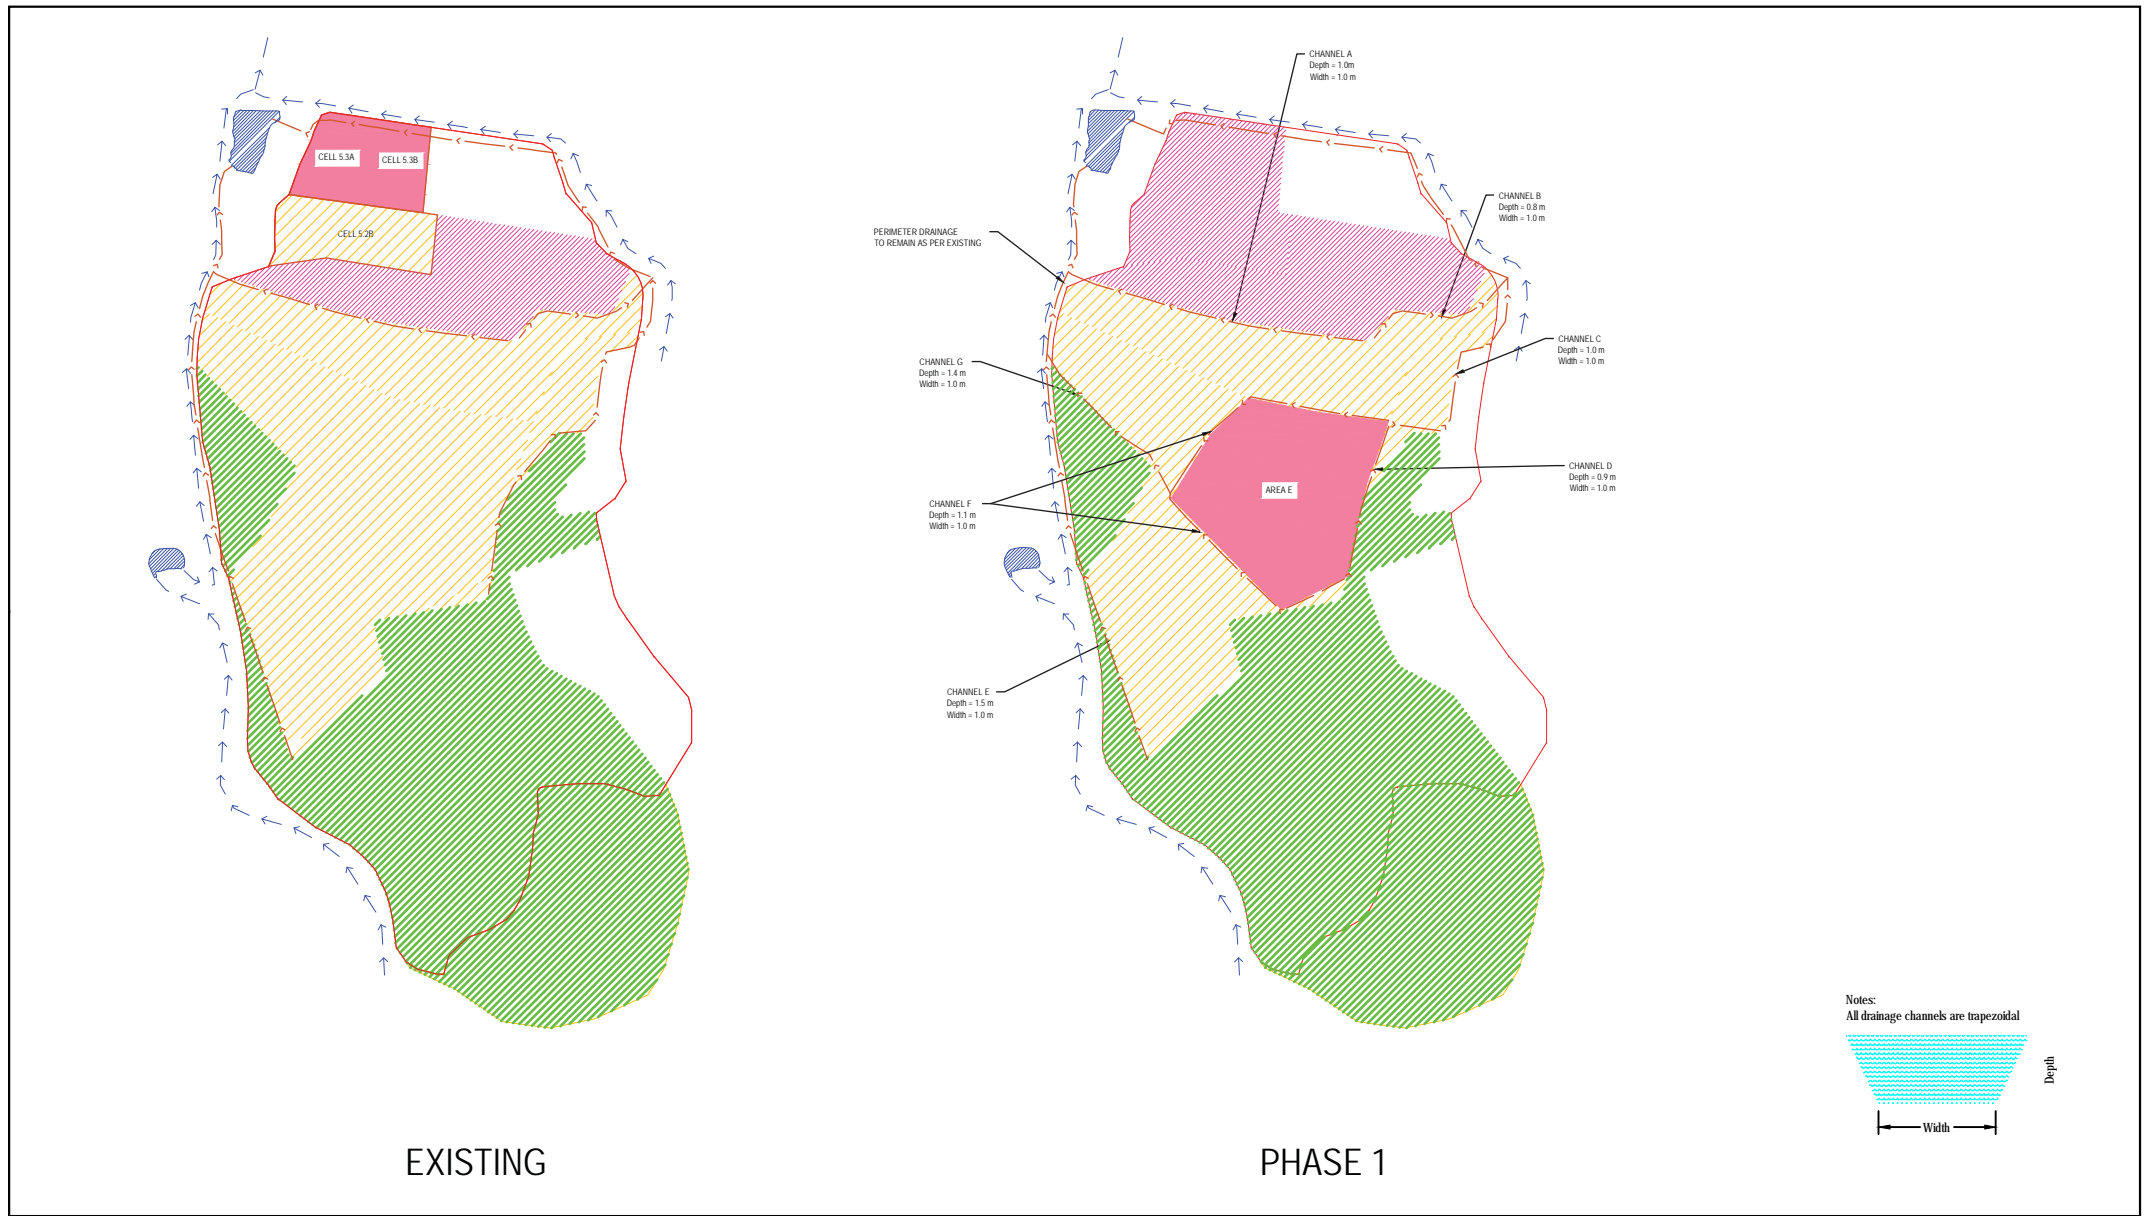 CELL 5.3A
CELL 5.3B
CELL 5.2B
EXISTING
CHANNEL A
Depth = 1.0m
Width = 1.0 m
CHANNEL B
Depth = 0.8 m
Width = 1.0 m
PERIMETER DRAINAGE
TO REMAIN AS PER EXISTING
CHANNEL C
Depth = 1.0 m
Width = 1.0 m
CHANNEL G
Depth = 1.4 m
Width = 1.0 m
CHANNEL D
Depth = 0.9 m
Width = 1.0 m
AREA E
CHANNEL F
Depth = 1.1 m
Width = 1.0 m
CHANNEL E
Depth = 1.5 m
Width = 1.0 m
PHASE 1
Notes:
All drainage channels are trapezoidal
Depth
Width